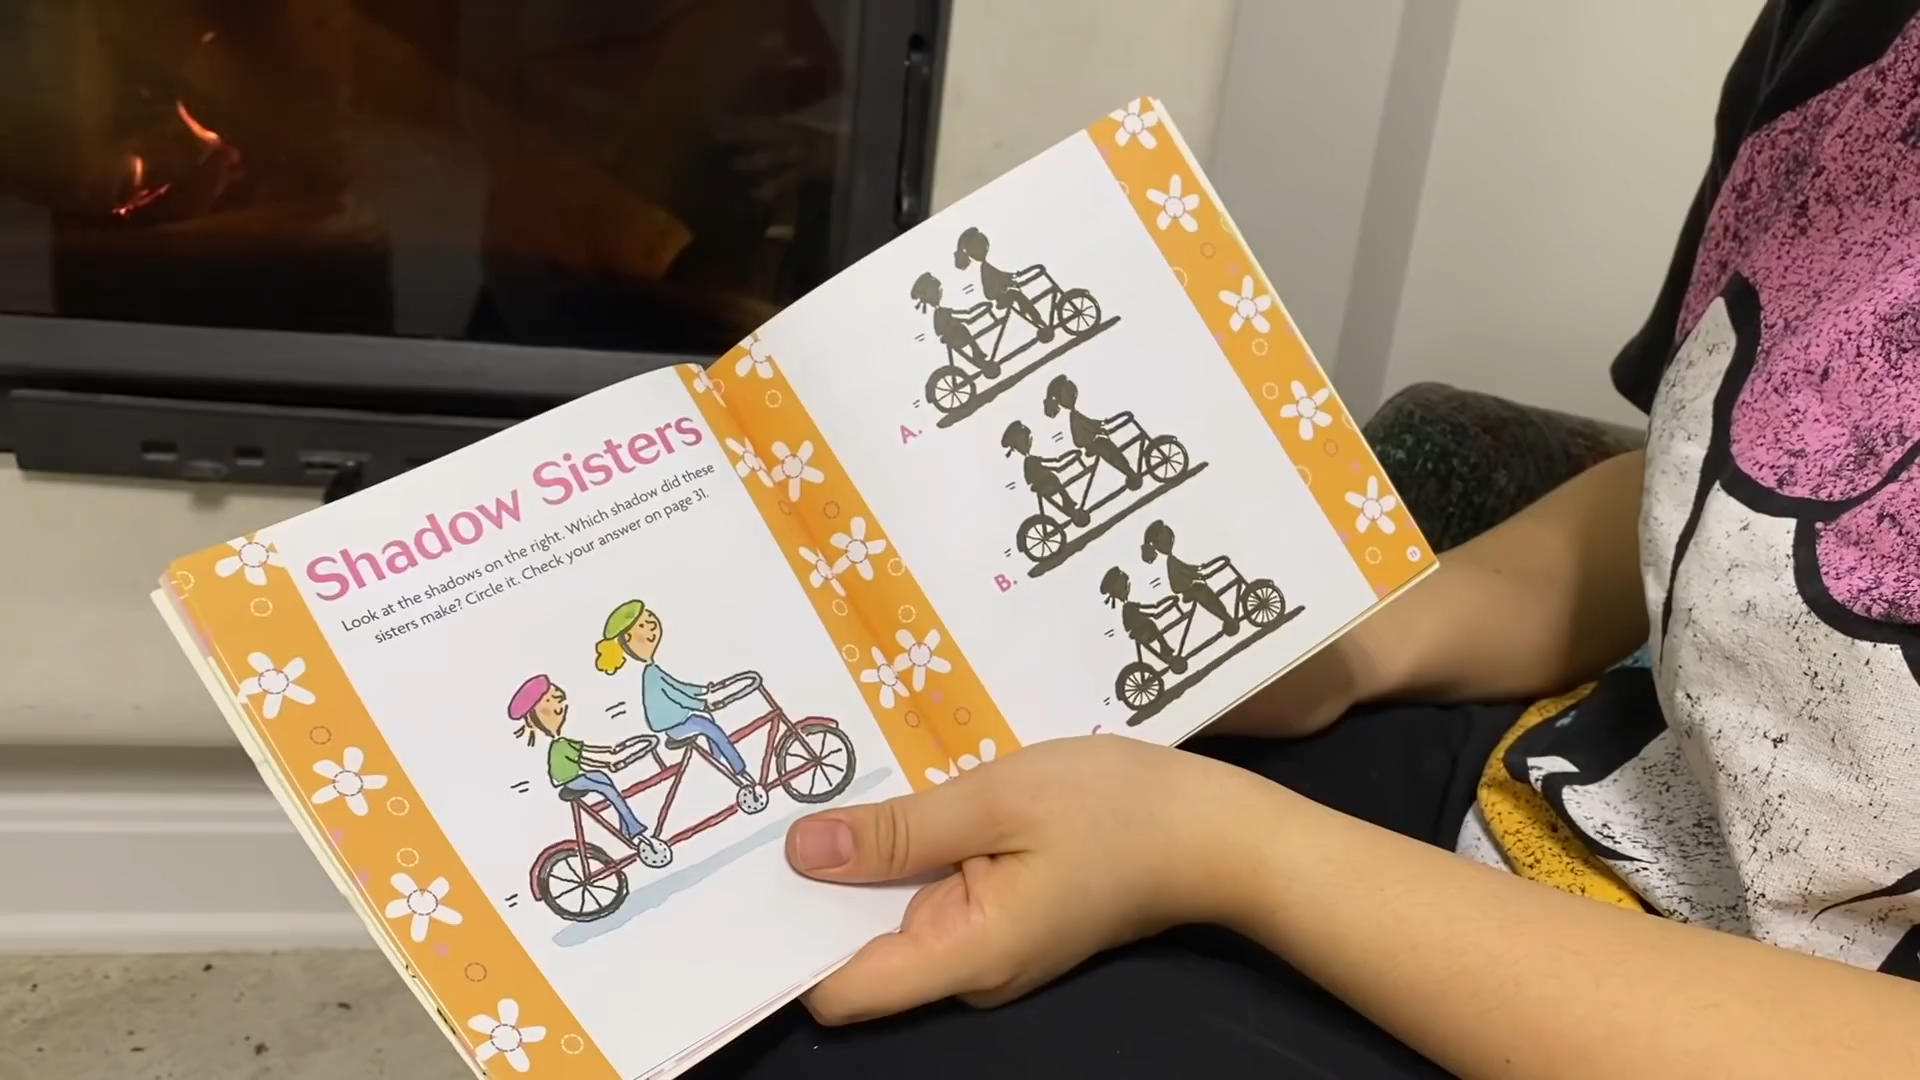 Shadow Sisters
Look at the shadows on the right. Which shadow did these
sisters make? Circle it. Check your answer on page 31.
A.
B.
11